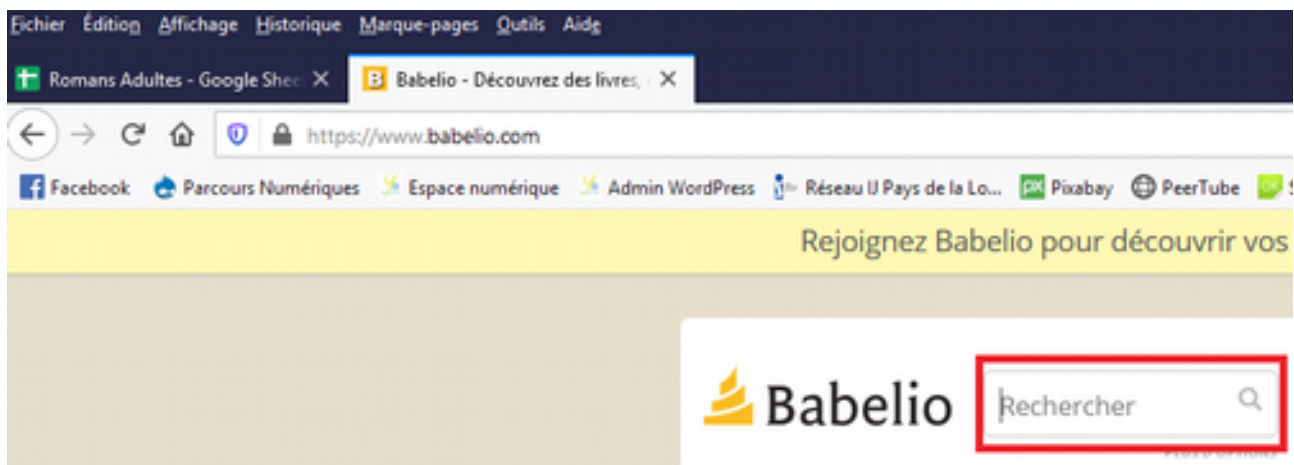 Fichier Édition Affichage Historique Marque-pages Outils Aide
Romans Adultes - Google Shee Babelio - Découvrez des livres,
https://www.babelio.com
Facebook Parcours Numériques Espace numérique Admin WordPress Réseau IJ Pays de la Lo... Pixabay PeerTube
Rejoignez Babelio pour découvrir vos
Babelio Rechercher
PLUS D'OPTIONS